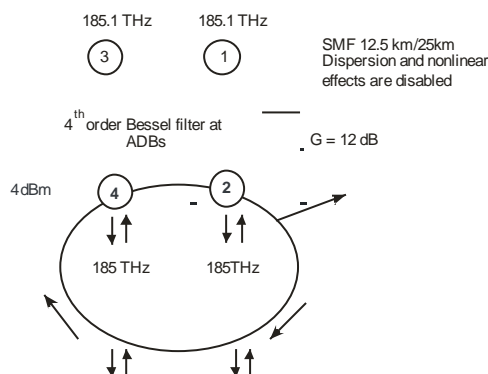 185.1 THz 185.1 THz
3 1
SMF 12.5 km/25km
Dispersion and nonlinear
effects are disabled
4th order Bessel filter at
ADBs
G = 12 dB
4dBm
4 2
185 THz 185THz